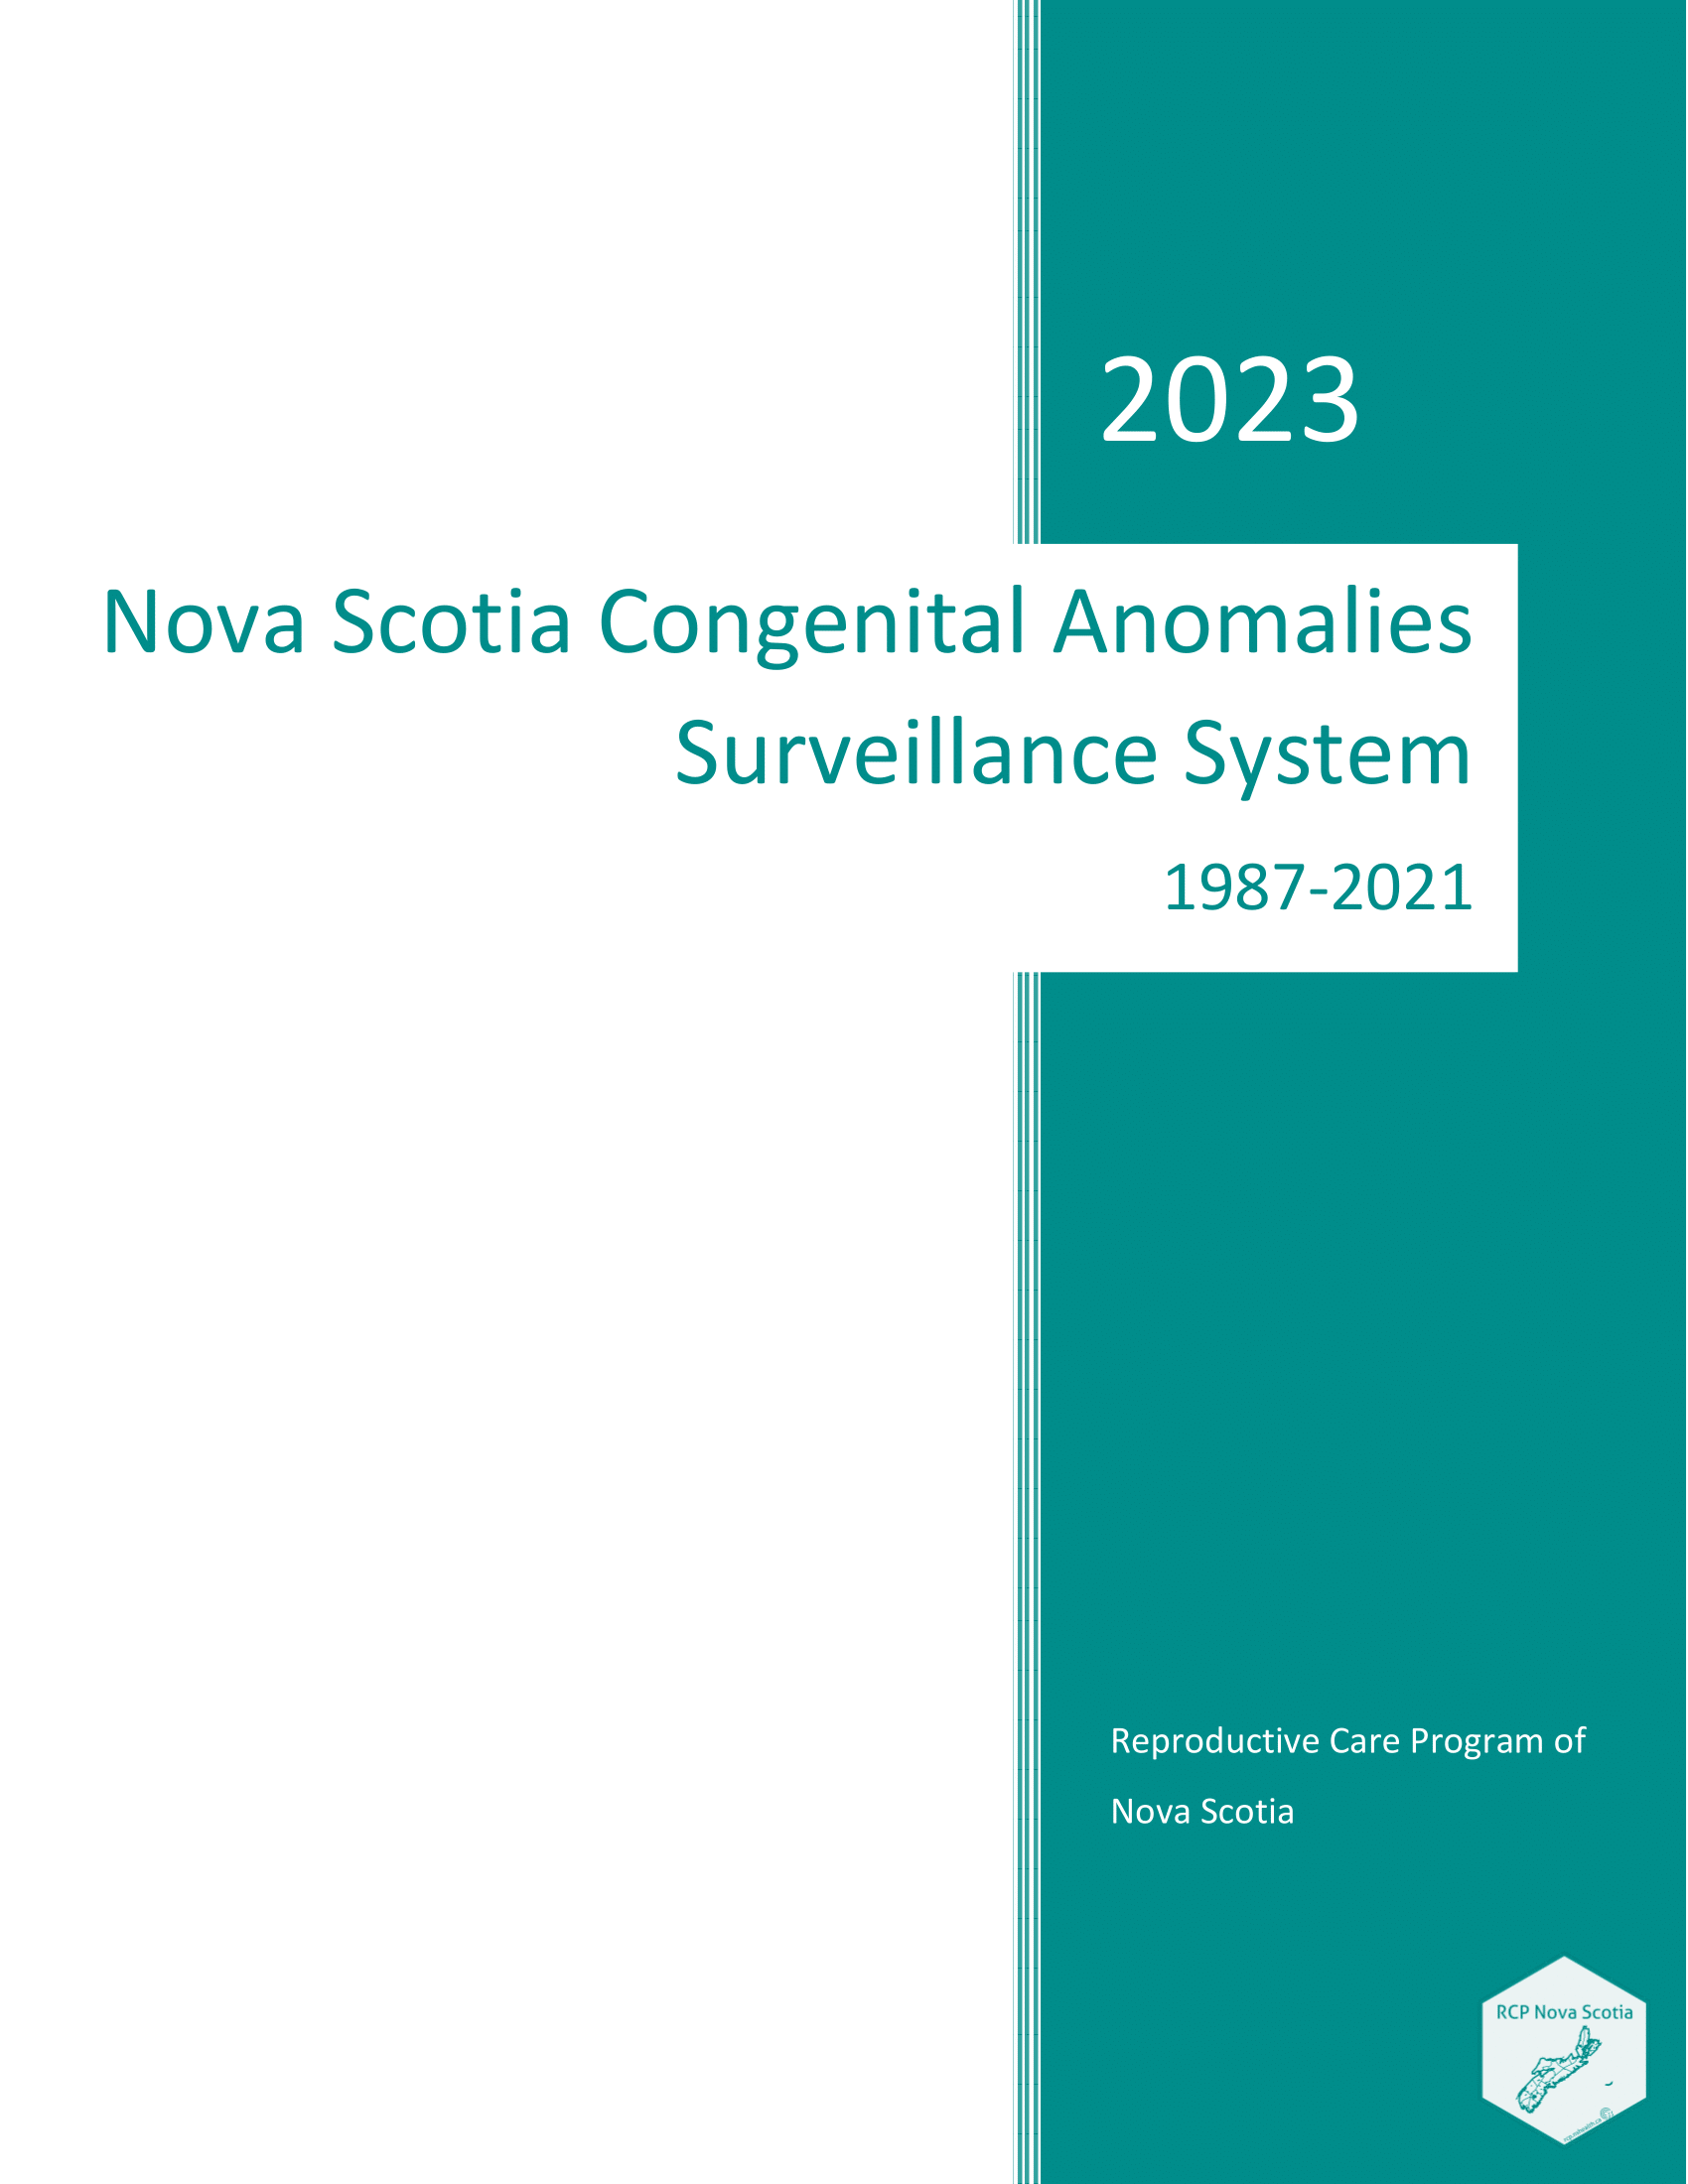 2023
Nova Scotia Congenital Anomalies
Surveillance System
1987-2021
Reproductive Care Program of
Nova Scotia
RCP Nova Scotia